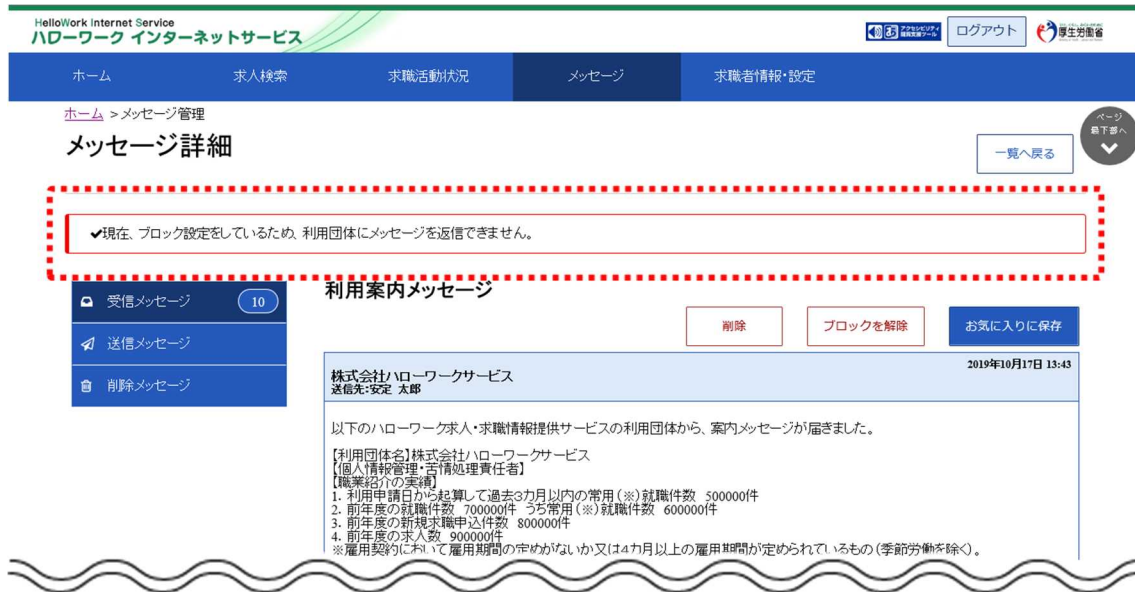 HelloWork Internet Service
ハローワーク インターネットサービス
ログアウト
厚生労働省
ホーム
求人検索
求職活動状況
メッセージ
求職者情報・設定
ホーム >メッセージ管理
ページ
最下部へ
メッセージ詳細
一覧へ戻る
✔現在、ブロック設定をしているため、利用団体にメッセージを返信できません。
受信メッセージ 10
送信メッセージ
削除メッセージ
利用案内メッセージ
削除
ブロックを解除
お気に入りに保存
2019年10月17日 13:43
株式会社ハローワークサービス
送信先:安定 太郎
以下のハローワーク求人・求職情報提供サービスの利用団体から、案内メッセージが届きました。
【利用団体名】株式会社ハローワークサービス
【個人情報管理・苦情処理責任者】
【職業紹介の実績】
1. 利用申請日から起算して過去3カ月以内の常用(※)就職件数 500000件
2. 前年度の就職件数 700000件 うち常用(※)就職件数 600000件
3. 前年度の新規求職申込件数 800000件
4. 前年度の求人数 900000件
※雇用契約において雇用期間の定めがないか又は4カ月以上の雇用期間が定められているもの(季節労働を除く)。